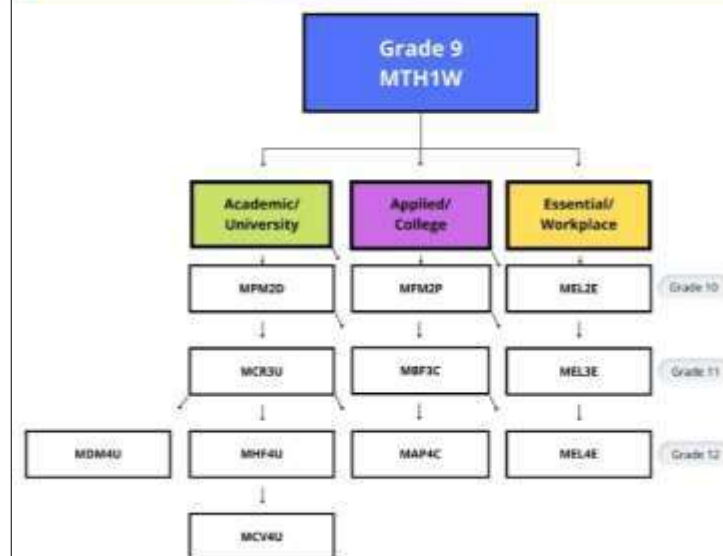 Grade 9
MTH1W
Academic/
University
Applied/
College
Essential/
Workplace
MPM2D
MFM2P
MEL2E
Grade 10
MCR3U
MBF3C
MEL3E
Grade 11
MDM4U
MHF4U
MAP4C
MEL4E
Grade 12
MCV4U